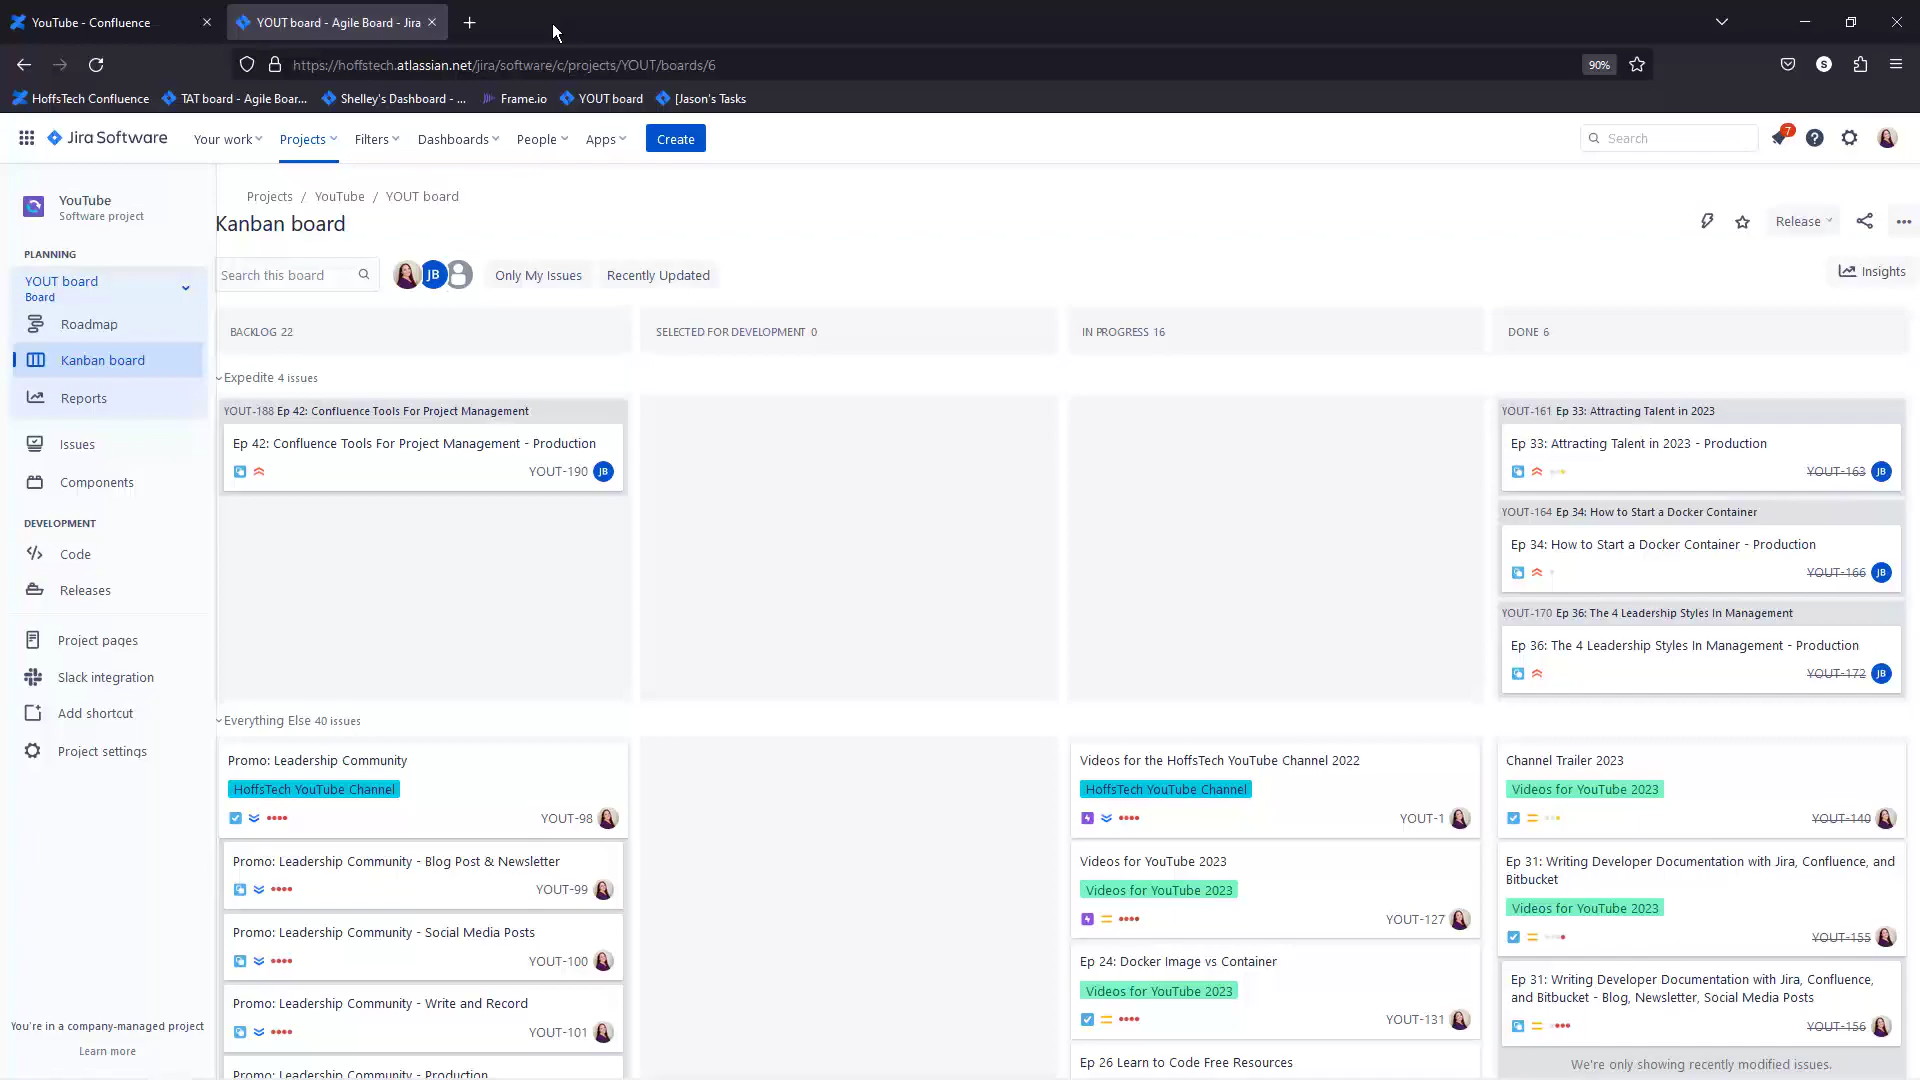 YouTube - Confluence
YOUT board - Agile Board - Jira
https://hoffstech.atlassian.net/jira/software/c/projects/YOUT/boards/6
90%
S
HoffsTech Confluence
TAT board - Agile Boar...
Shelley's Dashboard - ...
Frame.io
YOUT board
[Jason's Tasks
Jira Software
Your work
Projects
Filters
Dashboards
People
Apps
Create
Search
7
YouTube
Software project
PLANNING
YOUT board
Board
Roadmap
Kanban board
Reports
Issues
Components
DEVELOPMENT
Code
Releases
Project pages
Slack integration
Add shortcut
Project settings
You're in a company-managed project
Learn more
Projects / YouTube / YOUT board
Kanban board
Release
Search this board
JB
Only My Issues
Recently Updated
Insights
BACKLOG 22
SELECTED FOR DEVELOPMENT 0
IN PROGRESS 16
DONE 6
Expedite 4 issues
YOUT-188 Ep 42: Confluence Tools For Project Management
Ep 42: Confluence Tools For Project Management - Production
YOUT-190 JB
YOUT-161 Ep 33: Attracting Talent in 2023
Ep 33: Attracting Talent in 2023 - Production
YOUT-163 JB
YOUT-164 Ep 34: How to Start a Docker Container
Ep 34: How to Start a Docker Container - Production
YOUT-166 JB
YOUT-170 Ep 36: The 4 Leadership Styles In Management
Ep 36: The 4 Leadership Styles In Management - Production
YOUT-172 JB
Everything Else 40 issues
Promo: Leadership Community
HoffsTech YouTube Channel
YOUT-98
Promo: Leadership Community - Blog Post & Newsletter
YOUT-99
Promo: Leadership Community - Social Media Posts
YOUT-100
Promo: Leadership Community - Write and Record
YOUT-101
Promo: Leadership Community - Production
Videos for the HoffsTech YouTube Channel 2022
HoffsTech YouTube Channel
YOUT-1
Videos for YouTube 2023
Videos for YouTube 2023
YOUT-127
Ep 24: Docker Image vs Container
Videos for YouTube 2023
YOUT-131
Ep 26 Learn to Code Free Resources
Channel Trailer 2023
Videos for YouTube 2023
YOUT-140
Ep 31: Writing Developer Documentation with Jira, Confluence, and
Bitbucket
Videos for YouTube 2023
YOUT-155
Ep 31: Writing Developer Documentation with Jira, Confluence,
and Bitbucket - Blog, Newsletter, Social Media Posts
YOUT-156
We're only showing recently modified issues.